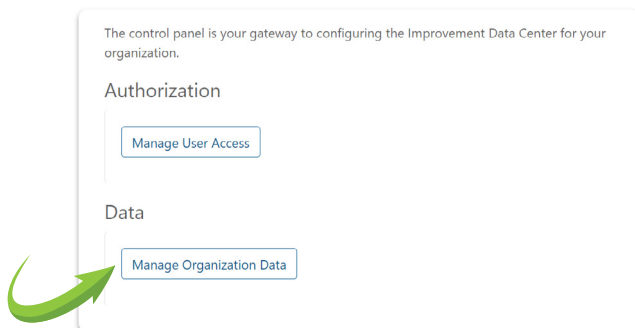 The control panel is your gateway to configuring the Improvement Data Center for your
organization.
Authorization
Manage User Access
Data
Manage Organization Data